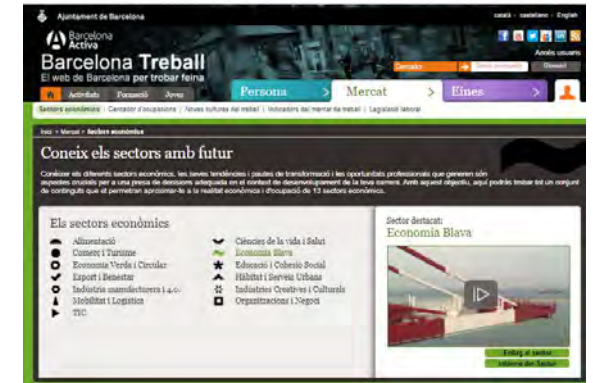 Ajuntament de Barcelona
català - castellano - English
Barcelona
Activa
Barcelona Treball
El web de Barcelona per trobar feina
Accés usuaris
Cercador
Activitats Formació Joves
Persona > Mercat > Eines >
Sectors econòmics | Cercador d'ocupacions | Noves cultures del treball | Indicadors del mercat de treball | Legislació laboral
Inici > Mercat > Sectors econòmics
Coneix els sectors amb futur
Conèixer els diferents sectors econòmics, les seves tendències i pautes de transformació i les oportunitats professionals que generen són
aspectes crucials per a una presa de decisions adequada en el context de desenvolupament de la teva carrera. Amb aquest objectiu, aquí podràs trobar tot un conjunt
de continguts que et permetran aproximar-te a la realitat econòmica i d'ocupació de 13 sectors econòmics.
Els sectors econòmics
Alimentació
Comerç i Turisme
Economia Verda i Circular
Esport i Benestar
Indústria manufacturera i 4.0.
Mobilitat i Logística
TIC
Ciències de la vida i Salut
Economia Blava
Educació i Cohesió Social
Hàbitat i Serveis Urbans
Indústries Creatives i Culturals
Organitzacions i Negoci
Sector destacat:
Economia Blava
Enllaç al sector
Informe del Sector